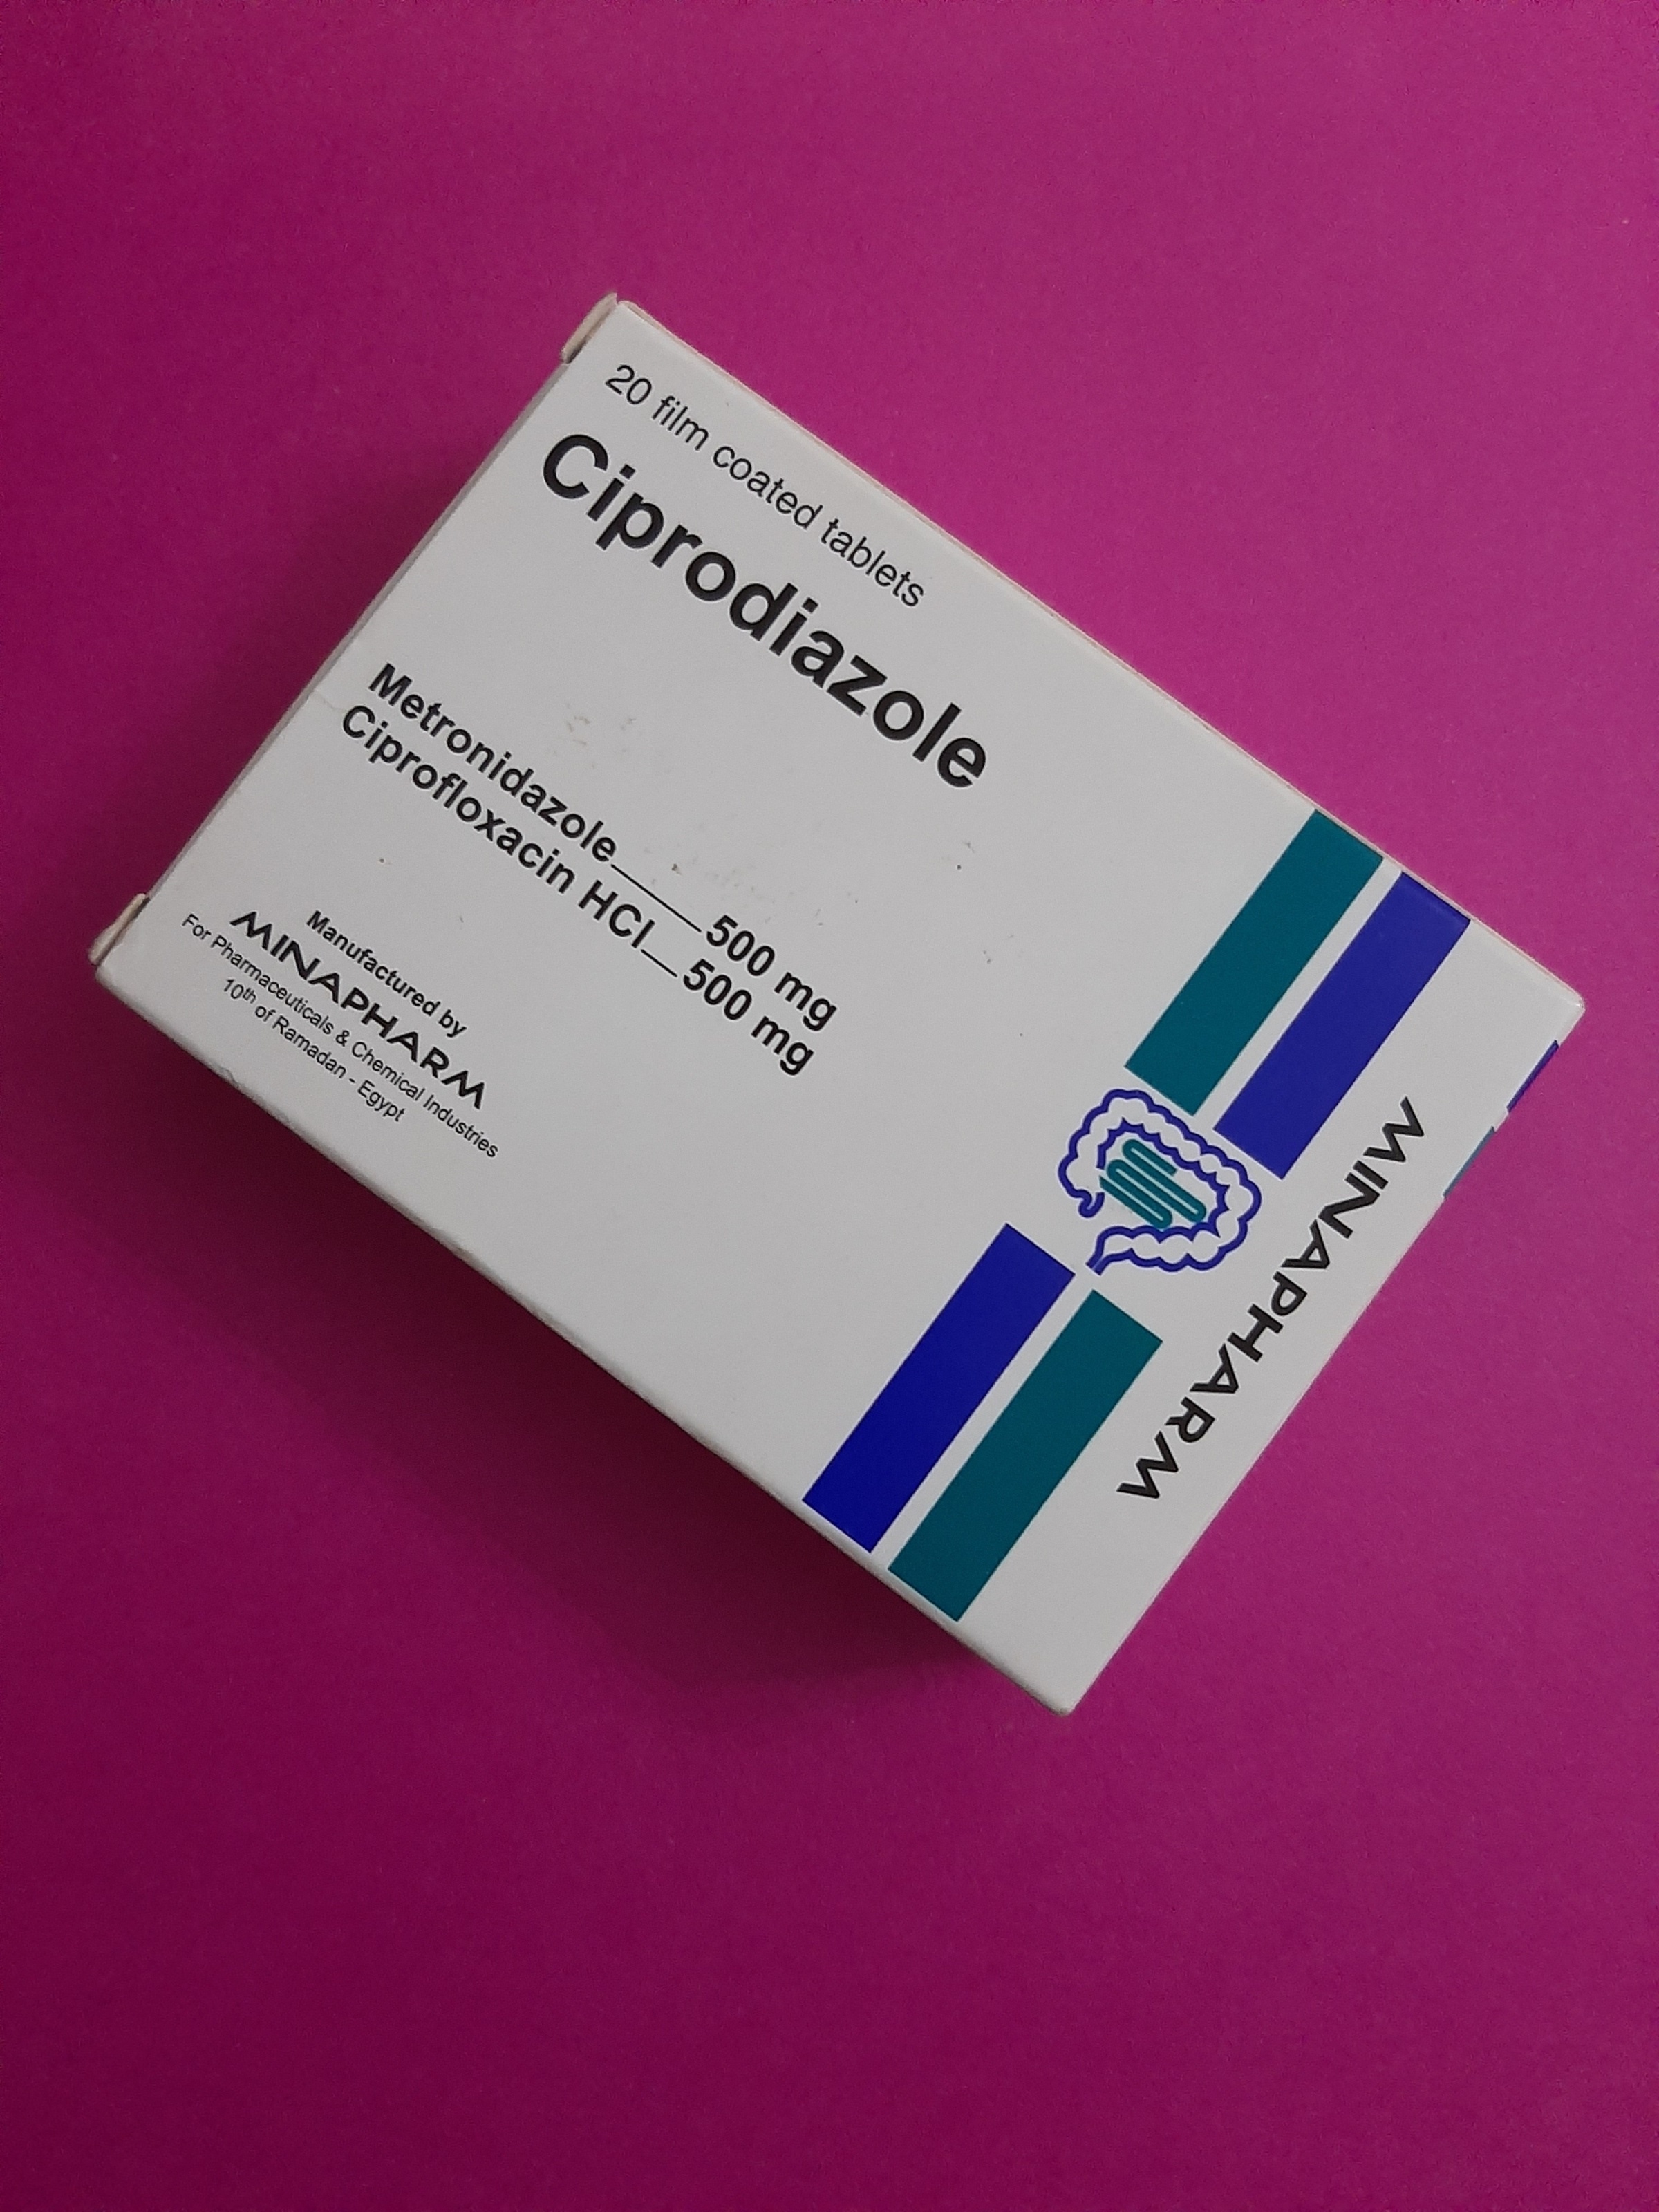 20 film coated tablets
Ciprodiazole
Metronidazole_____500 mg
Ciprofloxacin HCl__500 mg
Manufactured by
MINAPHARM
For Pharmaceuticals & Chemical Industries
10th of Ramadan - Egypt
MINAPHARM